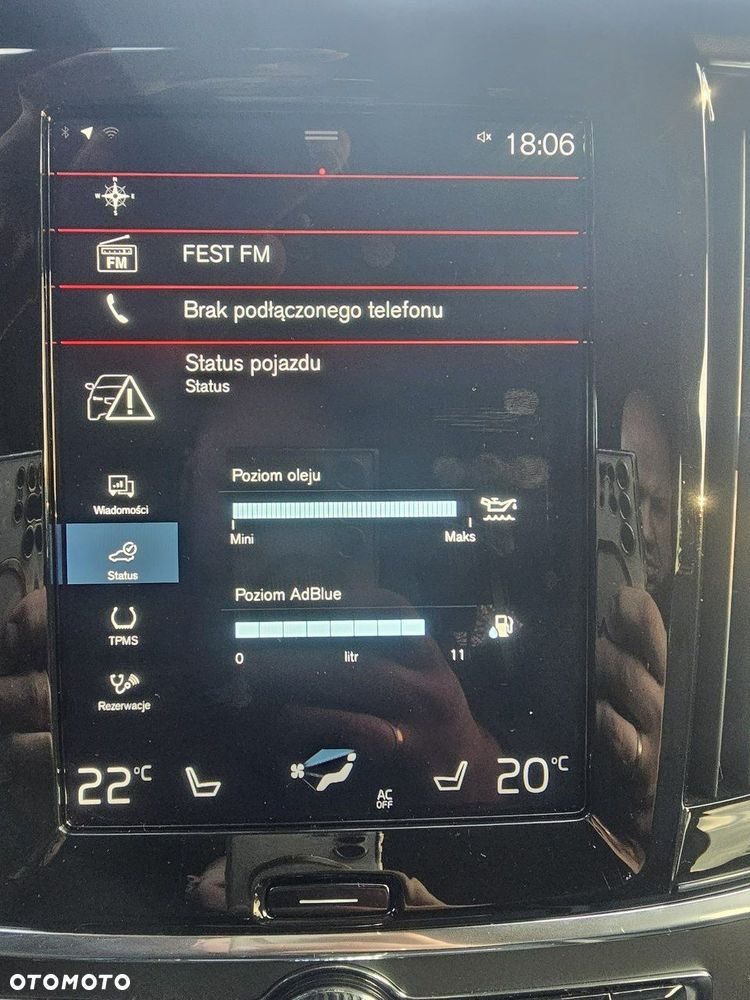 18:06
FM
FEST FM
Brak podłączonego telefonu
Status pojazdu
Status
Poziom oleju
Wiadomości
Mini
Maks
Status
Poziom AdBlue
TPMS
0
litr
11
Rezerwacje
22°C
20°C
AC
OFF
OTOMOTO